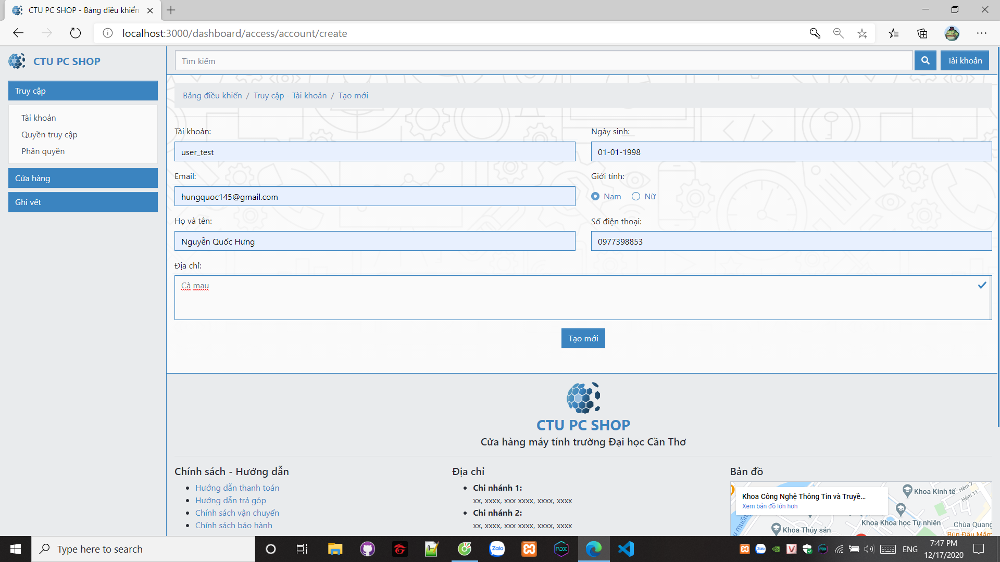 CTU PC SHOP - Bảng điều khiển
localhost:3000/dashboard/access/account/create
CTU PC SHOP
Tìm kiếm
Tài khoản
Truy cập
Tài khoản
Quyền truy cập
Phân quyền
Cửa hàng
Ghi vết
Bảng điều khiển / Truy cập - Tài khoản / Tạo mới
Tài khoản:
user_test
Ngày sinh:
01-01-1998
Email:
hungquoc145@gmail.com
Giới tính:
Nam Nữ
Họ và tên:
Nguyễn Quốc Hưng
Số điện thoại:
0977398853
Địa chỉ:
Cà mau
Tạo mới
CTU PC SHOP
Cửa hàng máy tính trường Đại học Cần Thơ
Chính sách - Hướng dẫn
Hướng dẫn thanh toán
Hướng dẫn trả góp
Chính sách vận chuyển
Chính sách bảo hành
Địa chỉ
Chi nhánh 1:
xx, xxxx, xxx xxxx, xxxx, xxxx
Chi nhánh 2:
xx, xxxx, xxx xxxx, xxxx, xxxx
Bản đồ
Khoa Công Nghệ Thông Tin và Truyề...
Xem bản đồ lớn hơn
Khoa Kinh tế
Hẻm 7
Hẻm 11
Khoa Khoa học Tự nhiên
Chùa Quang
Khoa Thủy sản
Bún Đậu Mắm
Type here to search
Zalo
nox
ENG
7:47 PM
12/17/2020